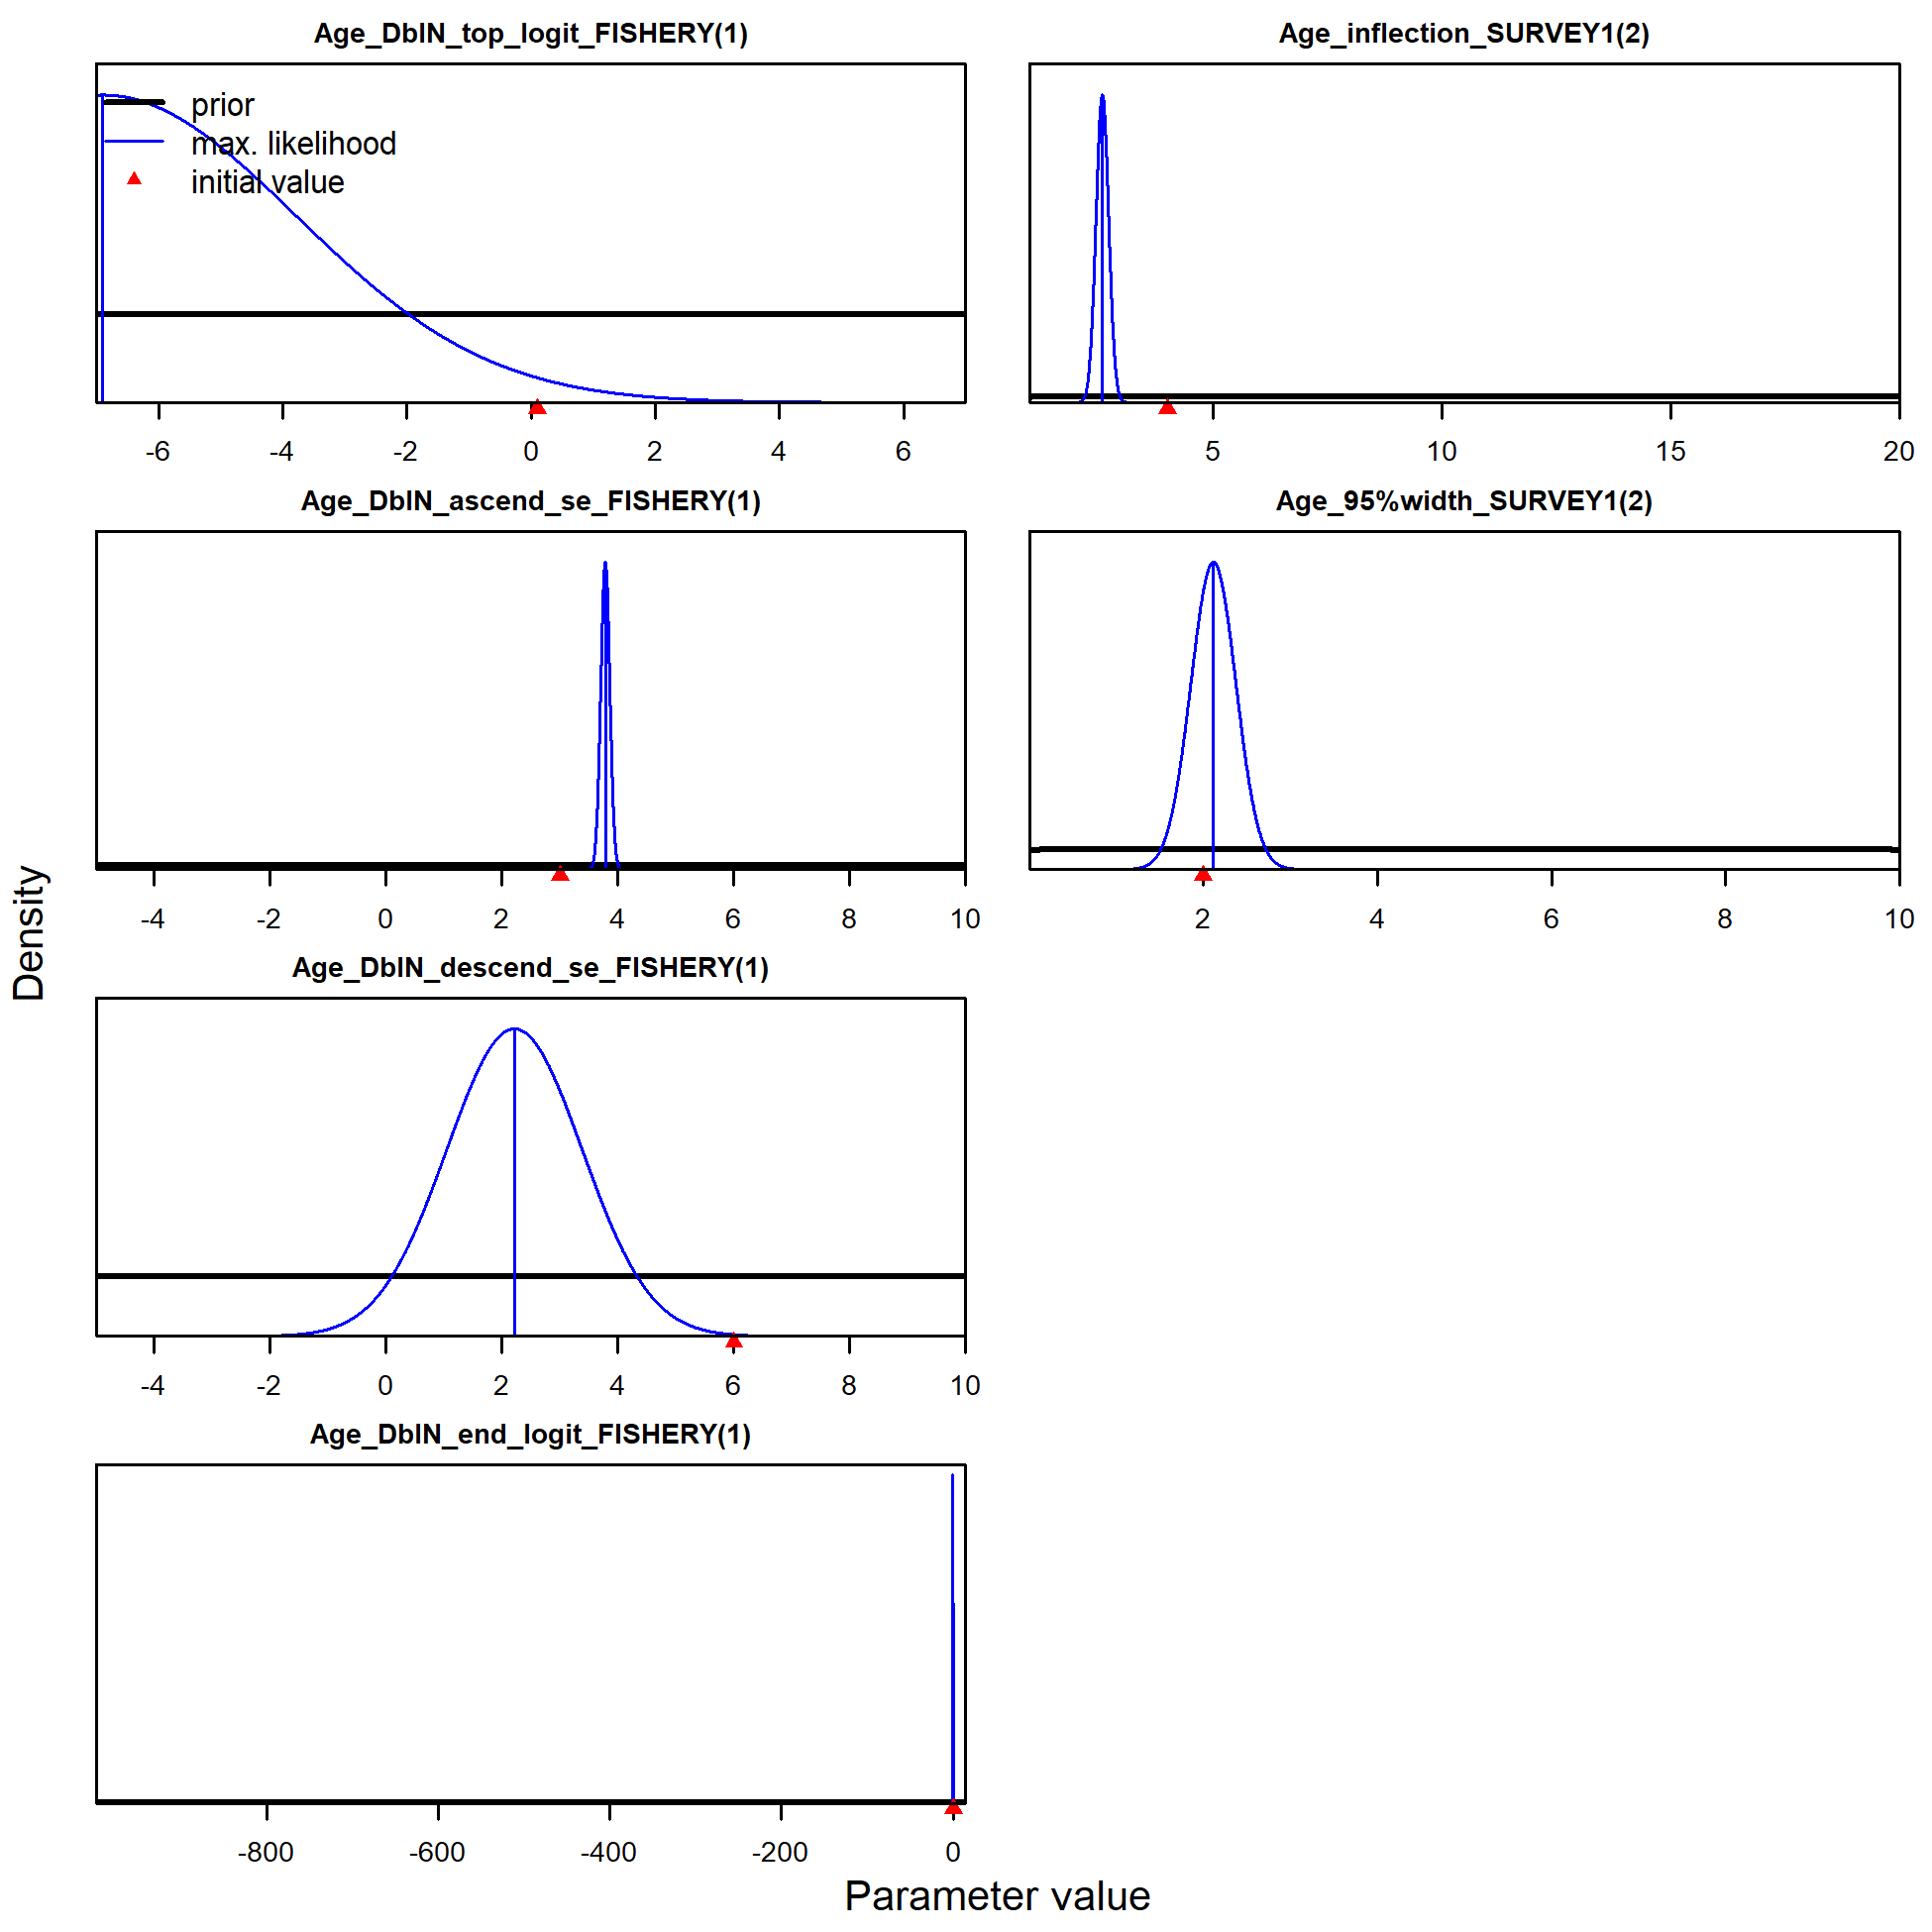 Age_DblN_top_logit_FISHERY(1)
prior
max. likelihood
initial value
-6 -4 -2 0 2 4 6
Age_inflection_SURVEY1(2)
5 10 15 20
Age_DblN_ascend_se_FISHERY(1)
-4 -2 0 2 4 6 8 10
Age_95%width_SURVEY1(2)
2 4 6 8 10
Age_DblN_descend_se_FISHERY(1)
-4 -2 0 2 4 6 8 10
Age_DblN_end_logit_FISHERY(1)
-800 -600 -400 -200 0
Density
Parameter value